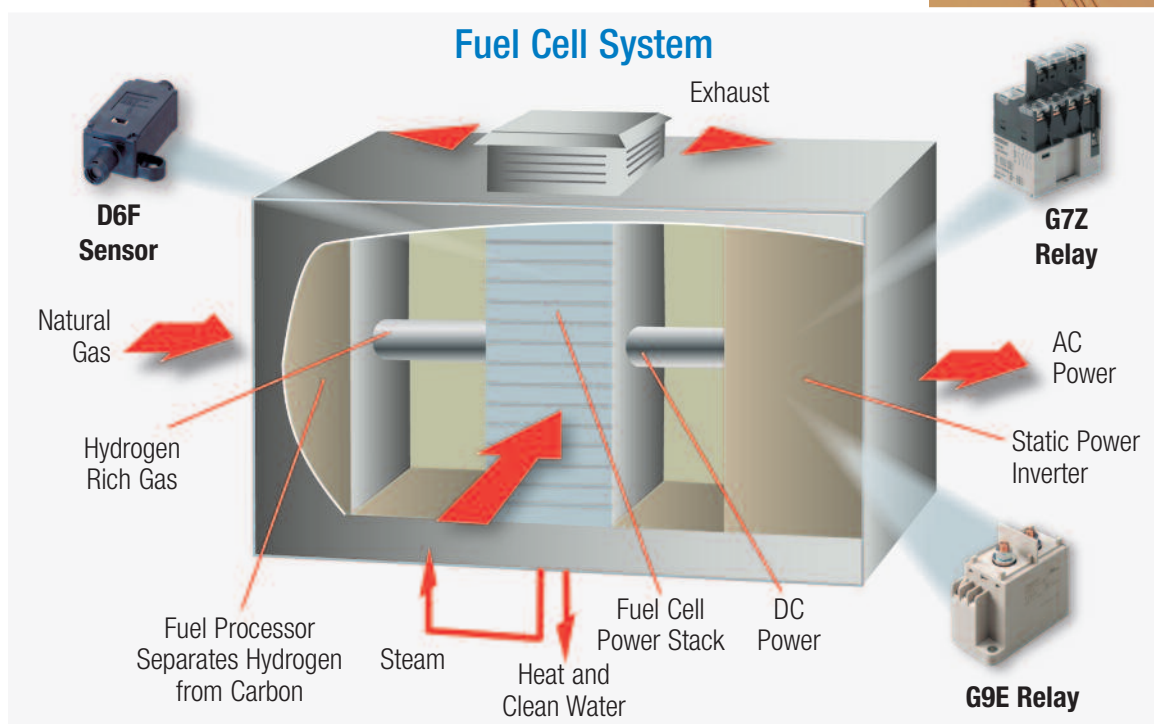 Fuel Cell System
Exhaust
D6F
Sensor
G7Z
Relay
Natural
Gas
AC
Power
Hydrogen
Rich Gas
Static Power
Inverter
Fuel Processor
Separates Hydrogen
from Carbon
Steam
Heat and
Clean Water
Fuel Cell
Power Stack
DC
Power
G9E Relay